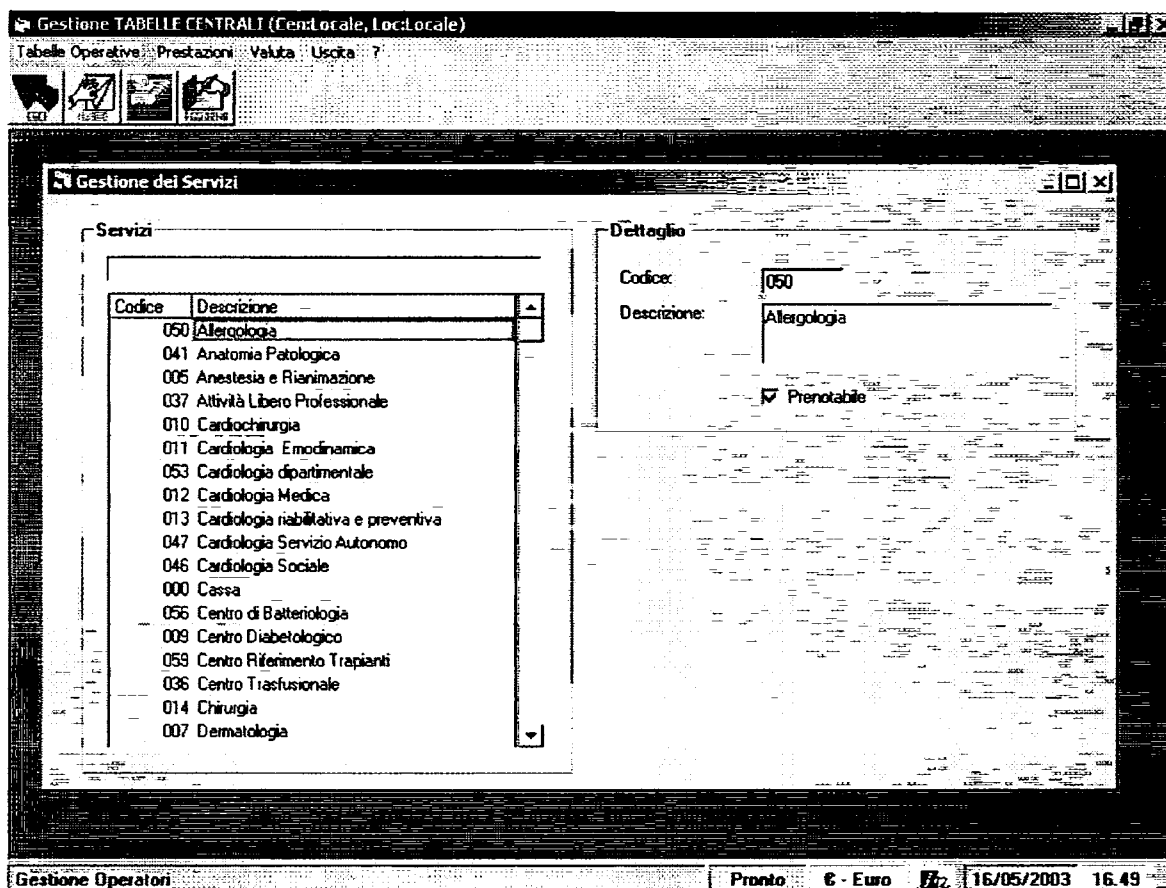 Gestione TABELLE CENTRALI (Cen:Locale, Loc:Locale)
Tabelle Operative Prestazioni Valuta Uscita ?
Gestione dei Servizi
Servizi
Codice Descrizione
050 Allergologia
041 Anatomia Patologica
005 Anestesia e Rianimazione
037 Attività Libero Professionale
010 Cardiochirurgia
011 Cardiologia Emodinamica
053 Cardiologia dipartimentale
012 Cardiologia Medica
013 Cardiologia riabilitativa e preventiva
047 Cardiologia Servizio Autonomo
046 Cardiologia Sociale
000 Cassa
056 Centro di Batteriologia
009 Centro Diabetologico
059 Centro Riferimento Trapianti
036 Centro Trasfusionale
014 Chirurgia
007 Dermatologia
Dettaglio
Codice: 050
Descrizione: Allergologia
Prenotabile
Gestione Operatori Pronto € - Euro 16/05/2003 16.49